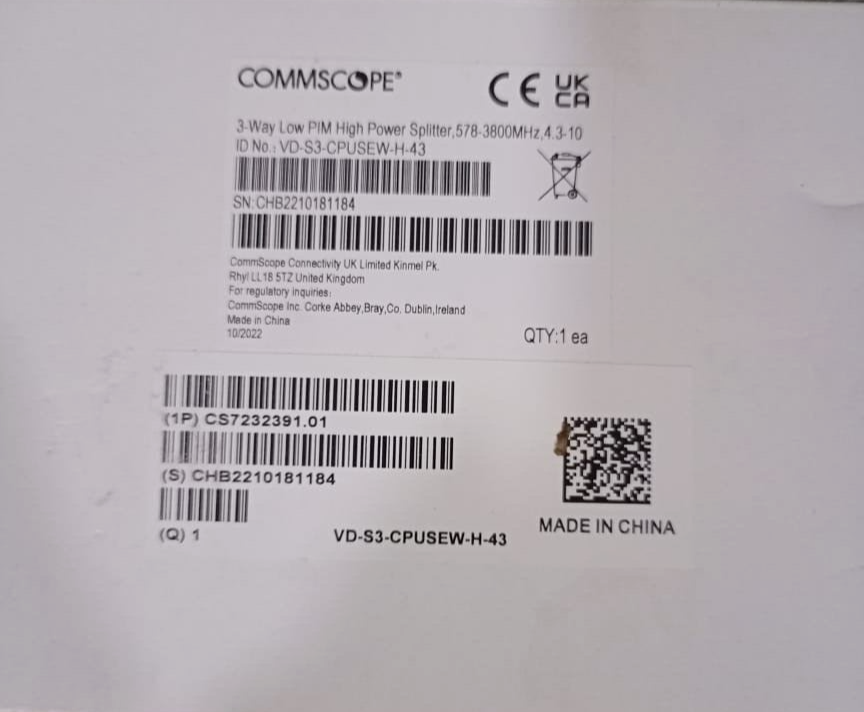 COMMSCOPE®
CE UK CA
3-Way Low PIM High Power Splitter,578-3800MHz,4.3-10
ID No.: VD-S3-CPUSEW-H-43
SN:CHB2210181184
CommScope Connectivity UK Limited Kinmel Pk.
Rhyl LL18 5TZ United Kingdom
For regulatory inquiries:
CommScope Inc. Corke Abbey,Bray,Co. Dublin,Ireland
Made in China
10/2022
QTY:1 ea
(1P) CS7232391.01
(S) CHB2210181184
(Q) 1
VD-S3-CPUSEW-H-43
MADE IN CHINA